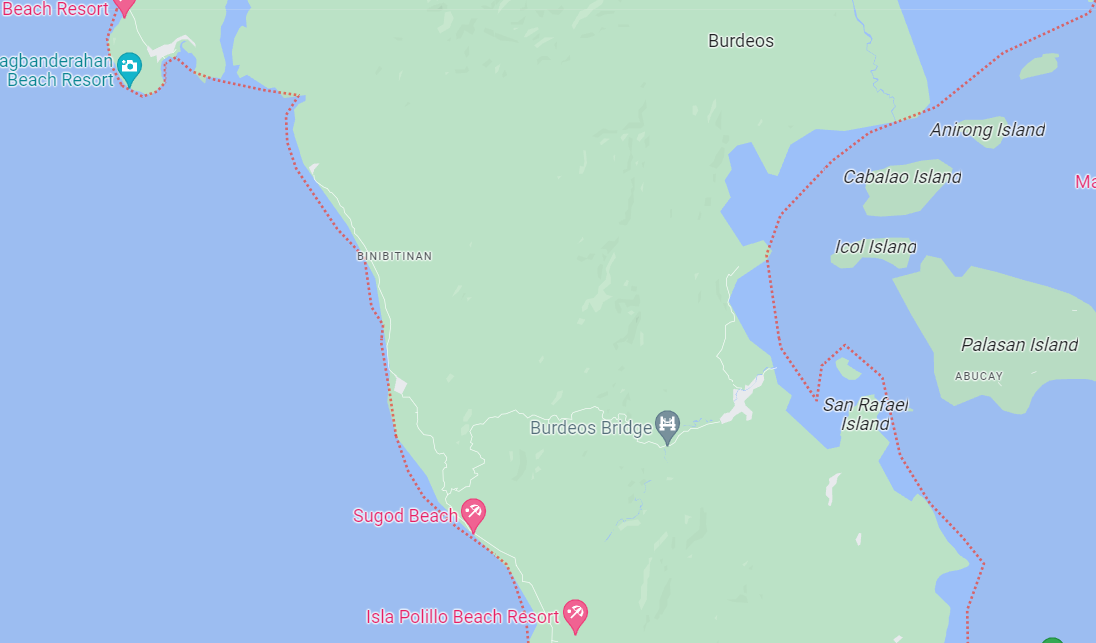 Beach Resort
agbanderahan
Beach Resort
Burdeos
Anirong Island
Cabalao Island
Ma
Icol Island
BINIBITINAN
Palasan Island
ABUCAY
San Rafael
Island
Burdeos Bridge
Sugod Beach
Isla Polillo Beach Resort